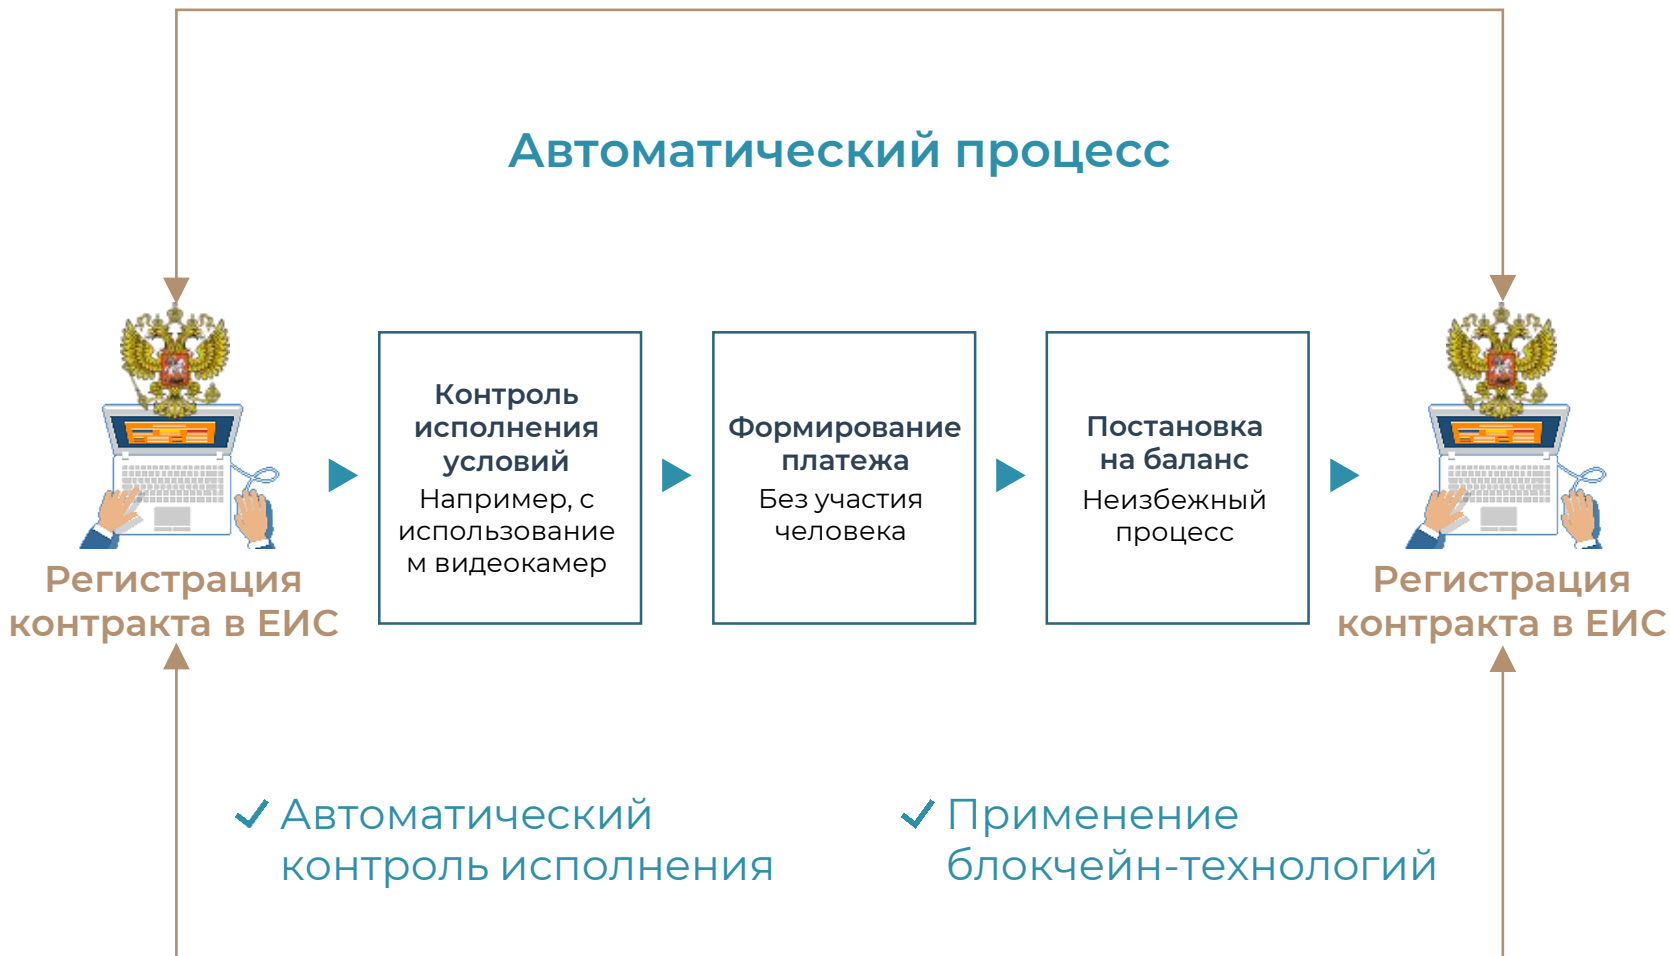 Автоматический процесс
Регистрация
контракта в ЕИС
Контроль
исполнения
условий
Например, с
использование
м видеокамер
Формирование
платежа
Без участия
человека
Постановка
на баланс
Неизбежный
процесс
Регистрация
контракта в ЕИС
Автоматический
контроль исполнения
Применение
блокчейн-технологий